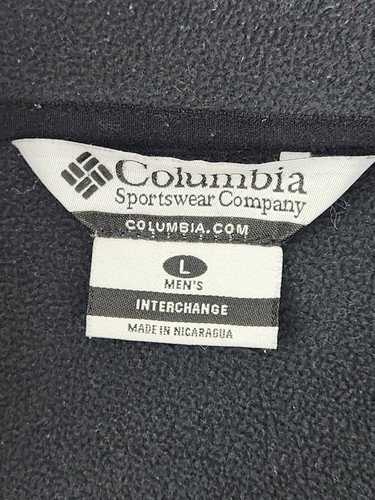 Columbia
Sportswear Company
COLUMBIA.COM
L
MEN'S
INTERCHANGE
MADE IN NICARAGUA